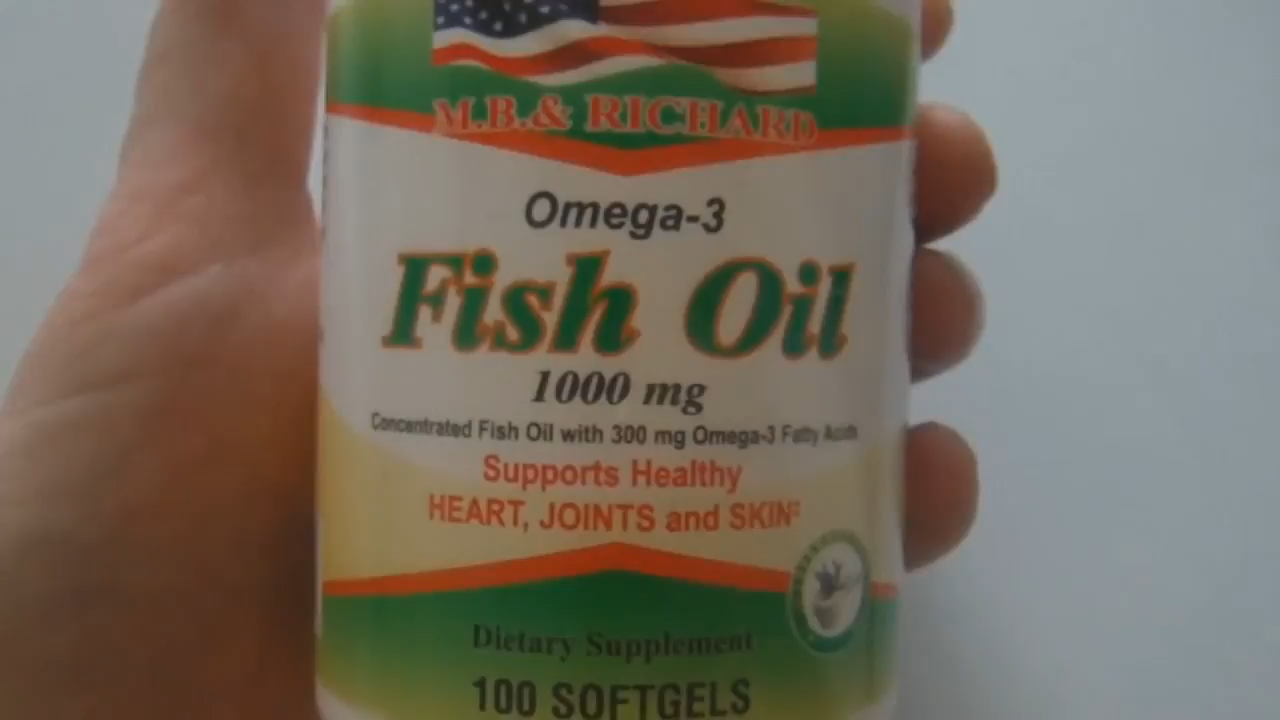 M.B.& RICHARD
Omega-3
Fish Oil
1000 mg
Concentrated Fish Oil with 300 mg Omega-3 Fatty Acids
Supports Healthy
HEART, JOINTS and SKIN‡
Dietary Supplement
100 SOFTGELS